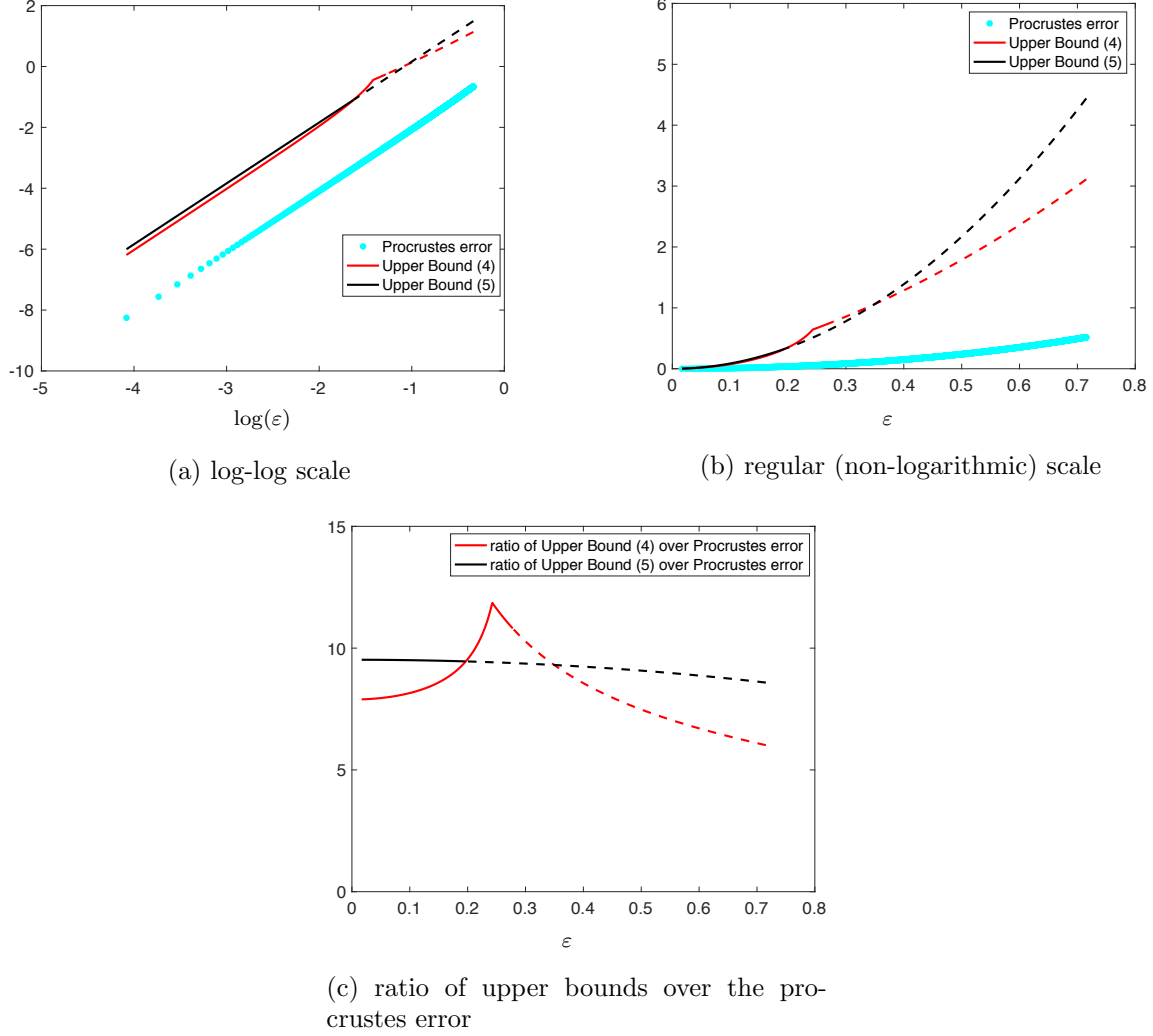 2
0
-2
-4
-6
-8
-10
Procrustes error
Upper Bound (4)
Upper Bound (5)
-5 -4 -3 -2 -1 0
log(ε)
(a) log-log scale
6
5
4
3
2
1
0
Procrustes error
Upper Bound (4)
Upper Bound (5)
0 0.1 0.2 0.3 0.4 0.5 0.6 0.7 0.8
ε
(b) regular (non-logarithmic) scale
15
10
5
0
ratio of Upper Bound (4) over Procrustes error
ratio of Upper Bound (5) over Procrustes error
0 0.1 0.2 0.3 0.4 0.5 0.6 0.7 0.8
ε
(c) ratio of upper bounds over the pro-
crustes error